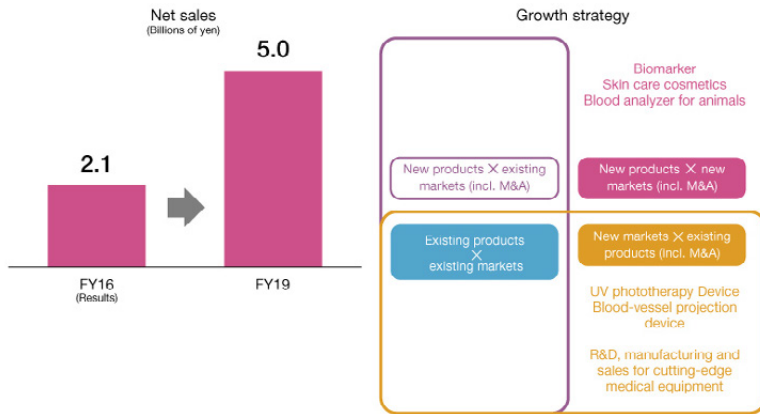 Net sales
(Billions of yen)
5.0
2.1
FY16
(Results)
FY19
Growth strategy
Biomarker
Skin care cosmetics
Blood analyzer for animals
New products × existing
markets (incl. M&A)
New products × new
markets (incl. M&A)
Existing products
×
existing markets
New markets × existing
products (incl. M&A)
UV phototherapy Device
Blood-vessel projection
device
R&D, manufacturing and
sales for cutting-edge
medical equipment